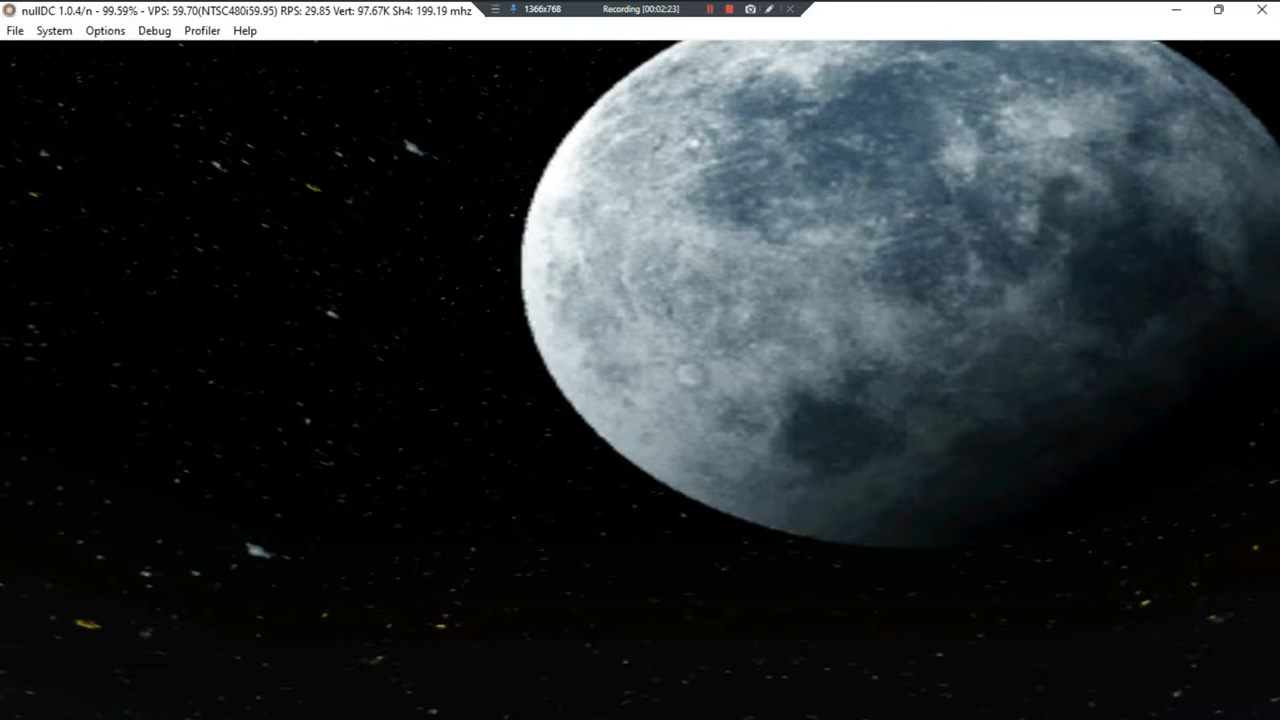 nullDC 1.0.4/n - 99.59% - VPS: 59.70(NTSC480i59.95) RPS: 29.85 Vert: 97.67K Sh4: 199.19 mhz
1366x768
Recording [00:02:23]
File System Options Debug Profiler Help